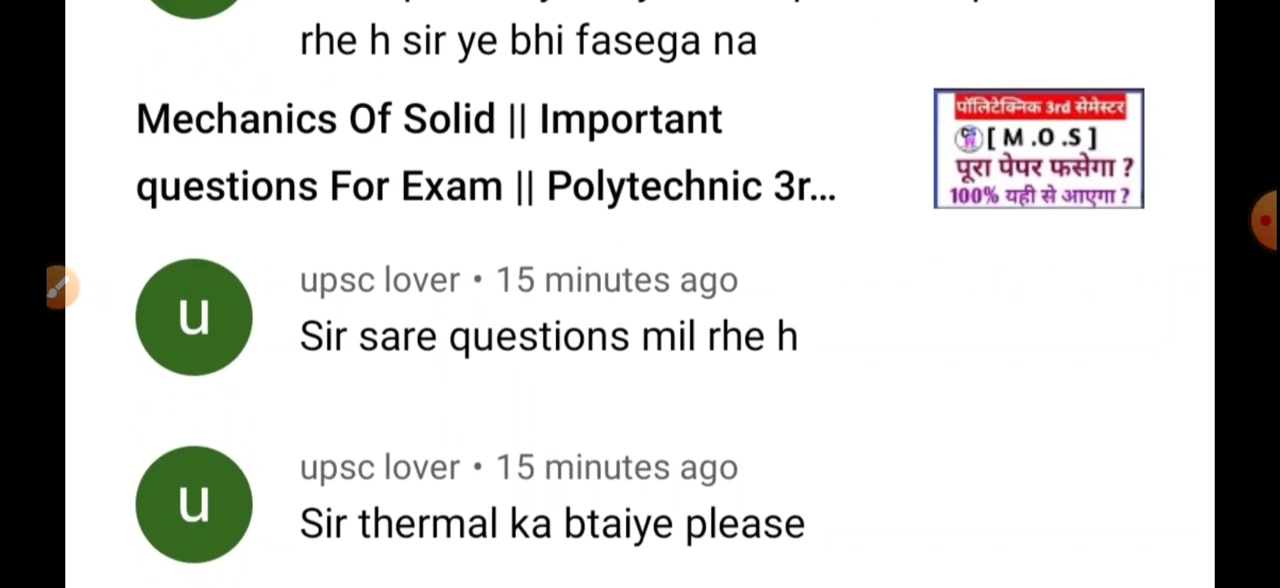 rhe h sir ye bhi fasega na
Mechanics Of Solid || Important
questions For Exam || Polytechnic 3r...
पॉलिटेक्निक 3rd सेमेस्टर
[ M .O .S ]
पूरा पेपर फसेगा ?
100% यही से आएगा ?
u
upsc lover • 15 minutes ago
Sir sare questions mil rhe h
u
upsc lover • 15 minutes ago
Sir thermal ka btaiye please